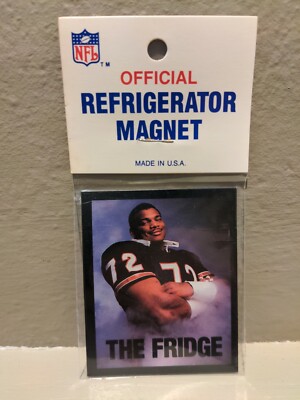 NFL
TM
OFFICIAL
REFRIGERATOR
MAGNET
MADE IN U.S.A.
72
72
THE FRIDGE